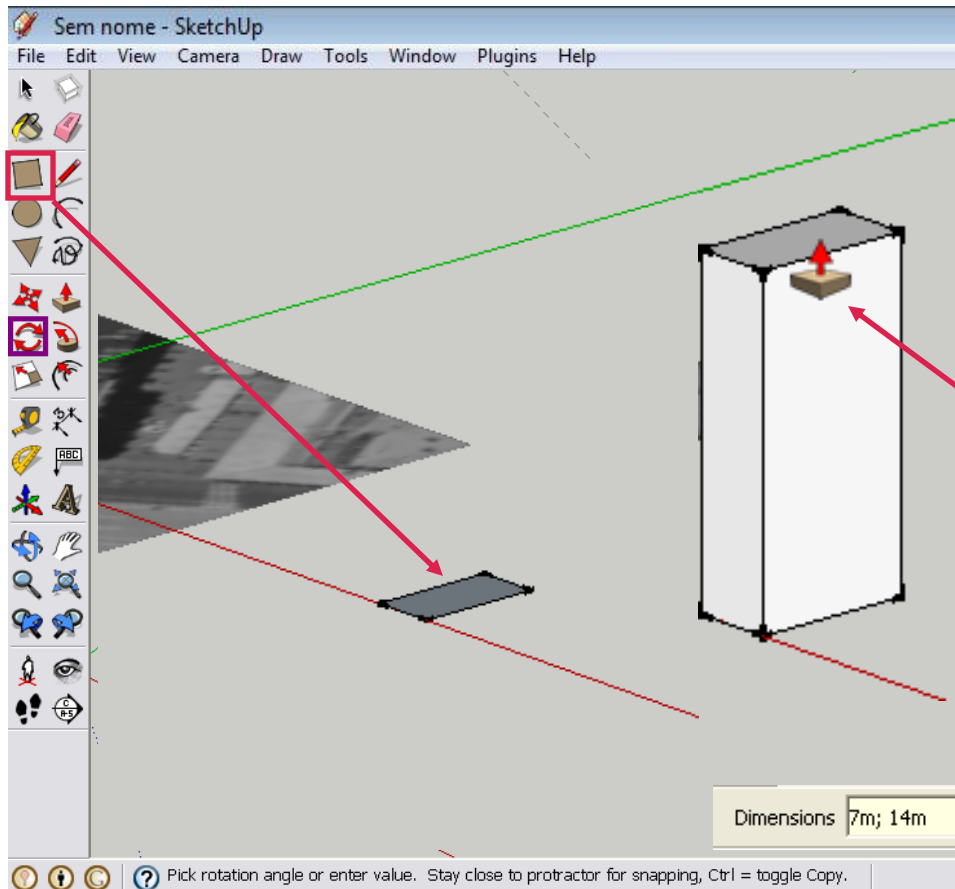 Sem nome - SketchUp
File Edit View Camera Draw Tools Window Plugins Help
ABC
A
C
A-5
Dimensions 7m; 14m
Pick rotation angle or enter value. Stay close to protractor for snapping, Ctrl = toggle Copy.